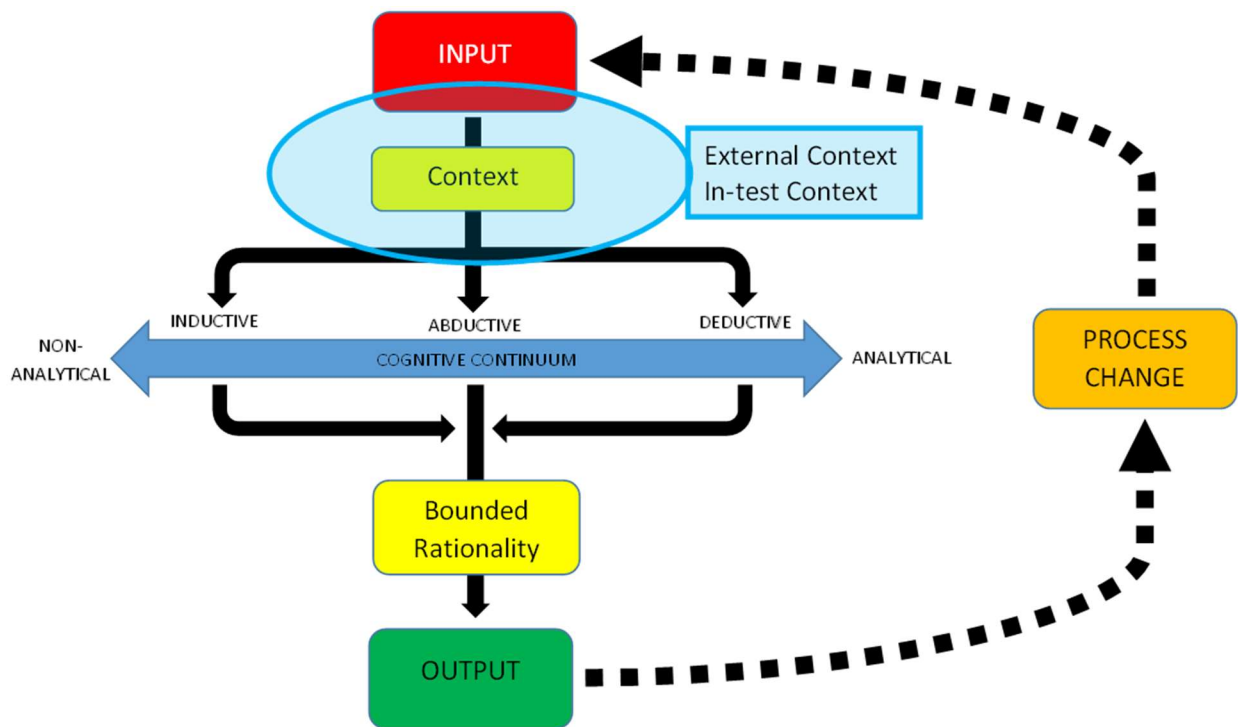 INPUT
Context
External Context
In-test Context
INDUCTIVE
ABDUCTIVE
DEDUCTIVE
NON-
ANALYTICAL
COGNITIVE CONTINUUM
ANALYTICAL
PROCESS
CHANGE
Bounded
Rationality
OUTPUT